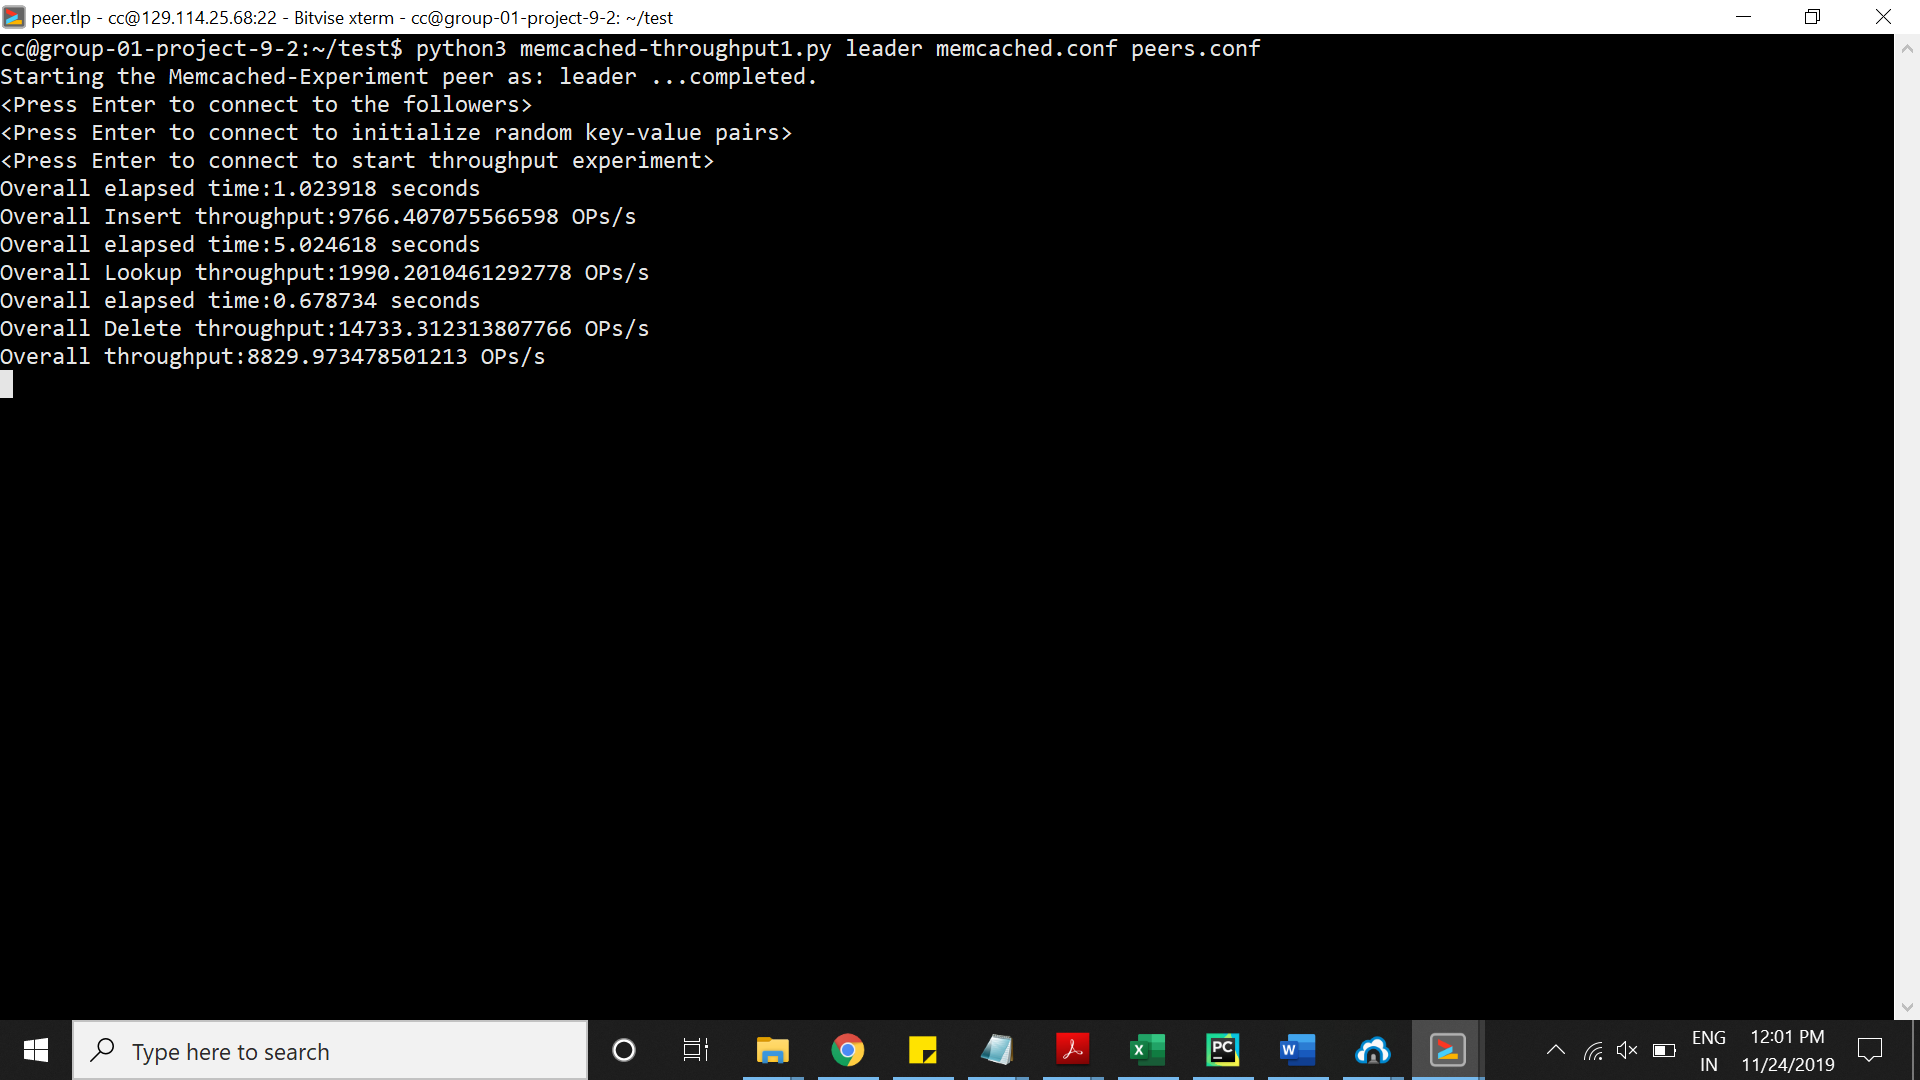 peer.tlp - cc@129.114.25.68:22 - Bitvise xterm - cc@group-01-project-9-2: ~/test
cc@group-01-project-9-2:~/test$ python3 memcached-throughput1.py leader memcached.conf peers.conf
Starting the Memcached-Experiment peer as: leader ...completed.
<Press Enter to connect to the followers>
<Press Enter to connect to initialize random key-value pairs>
<Press Enter to connect to start throughput experiment>
Overall elapsed time:1.023918 seconds
Overall Insert throughput:9766.407075566598 OPs/s
Overall elapsed time:5.024618 seconds
Overall Lookup throughput:1990.2010461292778 OPs/s
Overall elapsed time:0.678734 seconds
Overall Delete throughput:14733.312313807766 OPs/s
Overall throughput:8829.973478501213 OPs/s
Type here to search
PC
W
X
ENG
IN
12:01 PM
11/24/2019